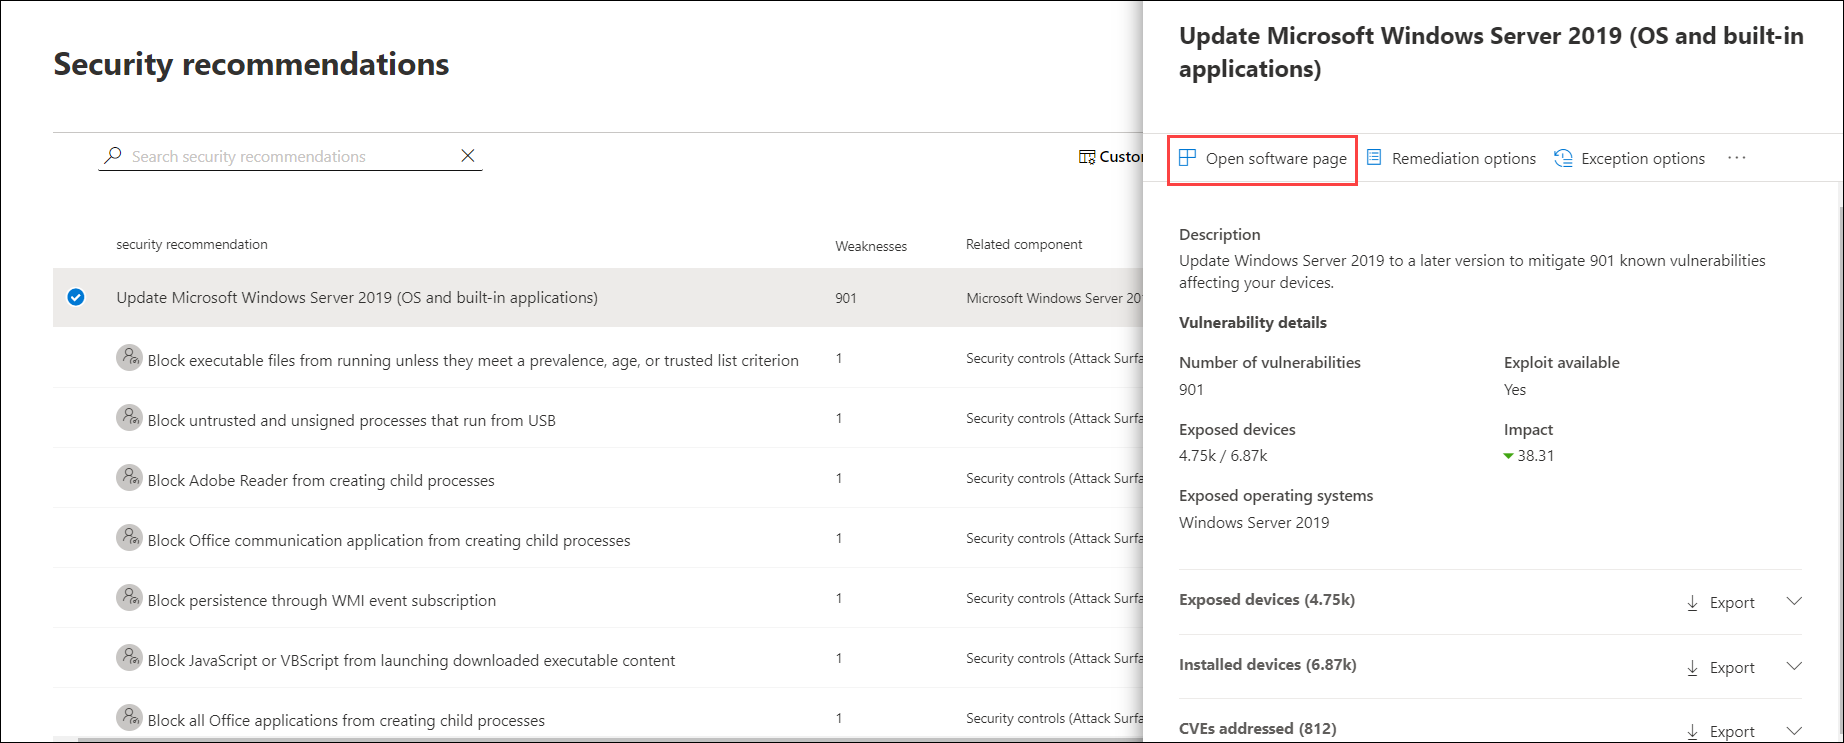 Security recommendations
Search security recommendations
Custo
security recommendation
Weaknesses
Related component
Update Microsoft Windows Server 2019 (OS and built-in applications)
901
Microsoft Windows Server 20
Block executable files from running unless they meet a prevalence, age, or trusted list criterion
1
Security controls (Attack Surfa
Block untrusted and unsigned processes that run from USB
1
Security controls (Attack Surfa
Block Adobe Reader from creating child processes
1
Security controls (Attack Surfa
Block Office communication application from creating child processes
1
Security controls (Attack Surfa
Block persistence through WMI event subscription
1
Security controls (Attack Surfa
Block JavaScript or VBScript from launching downloaded executable content
1
Security controls (Attack Surfa
Block all Office applications from creating child processes
1
Security controls (Attack Surfa
Update Microsoft Windows Server 2019 (OS and built-in
applications)
Open software page
Remediation options
Exception options
Description
Update Windows Server 2019 to a later version to mitigate 901 known vulnerabilities
affecting your devices.
Vulnerability details
Number of vulnerabilities
Exploit available
901
Yes
Exposed devices
Impact
4.75k / 6.87k
38.31
Exposed operating systems
Windows Server 2019
Exposed devices (4.75k)
Export
Installed devices (6.87k)
Export
CVEs addressed (812)
Export